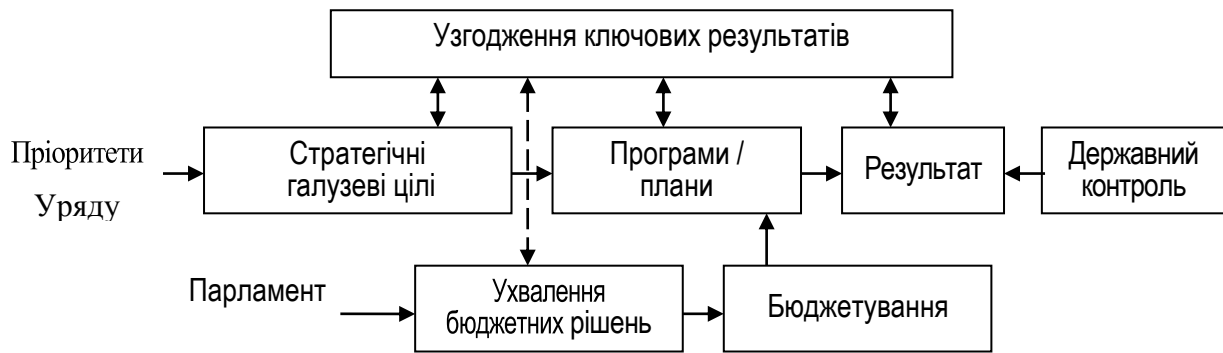 Узгодження ключових результатів
Пріоритети
Уряду
Стратегічні
галузеві цілі
Програми /
плани
Результат
Державний
контроль
Парламент
Ухвалення
бюджетних рішень
Бюджетування